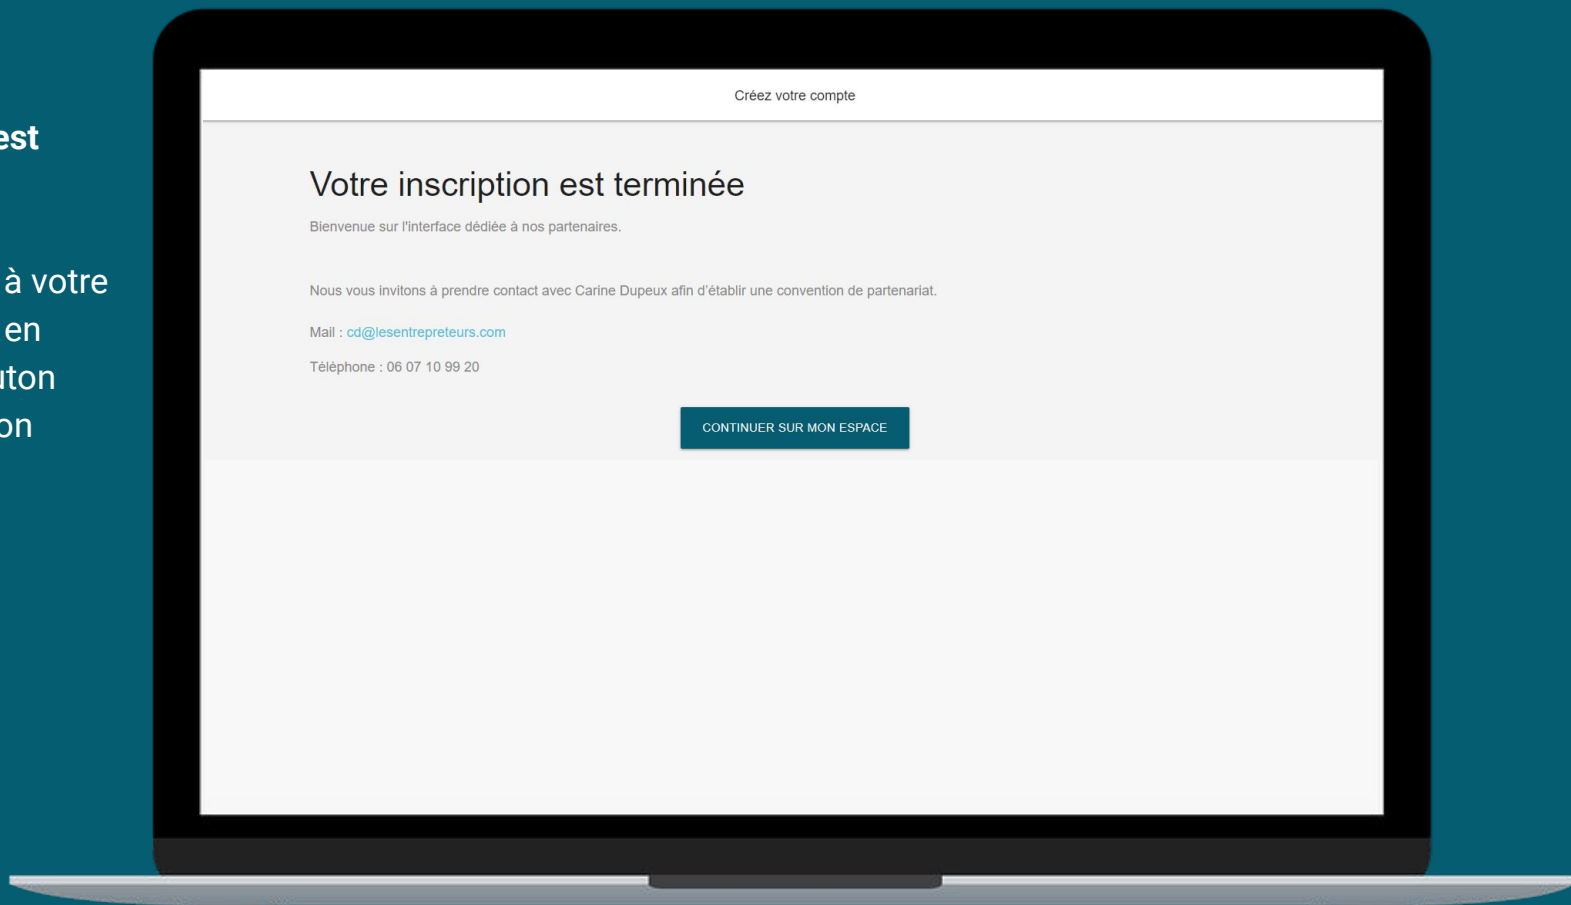 est
à votre
en
uton
on
Créez votre compte
Votre inscription est terminée
Bienvenue sur l'interface dédiée à nos partenaires.
Nous vous invitons à prendre contact avec Carine Dupeux afin d'établir une convention de partenariat.
Mail : cd@lesentrepreteurs.com
Téléphone : 06 07 10 99 20
CONTINUER SUR MON ESPACE